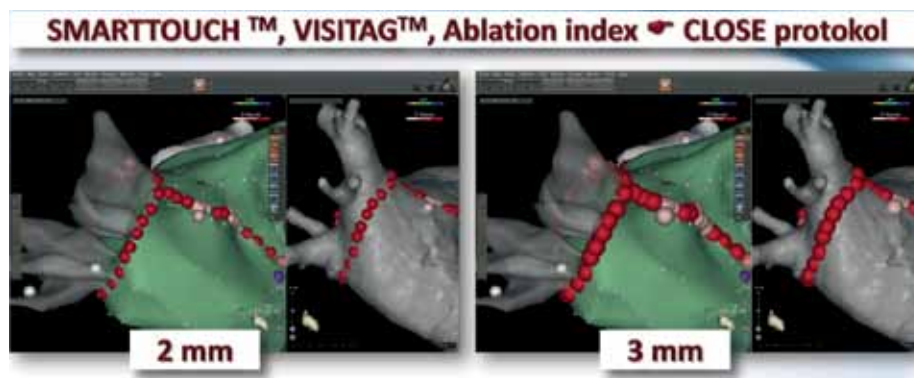 SMARTTOUCH ™, VISITAG™, Ablation index ☛ CLOSE protokol
2 mm
3 mm